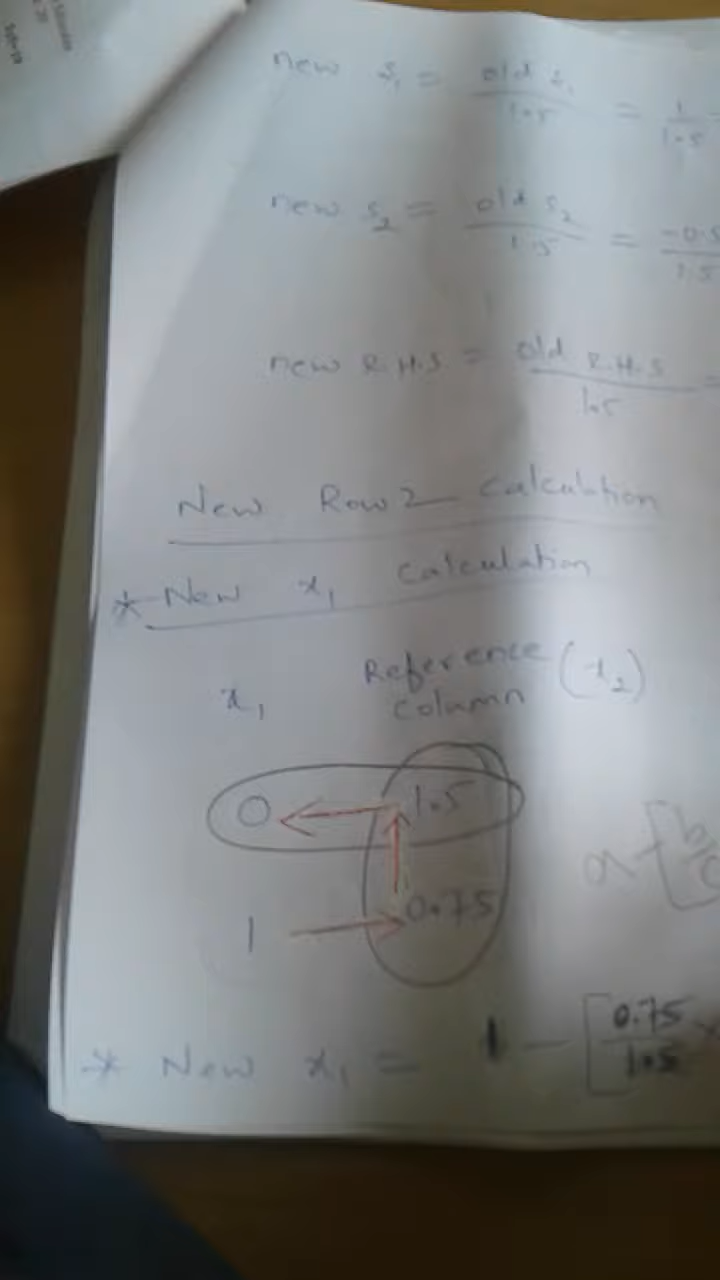 new S₁ = old S₁ / 1.5 = 1 / 1.5
new S₂ = old S₂ / 1.5 = -0.5 / 1.5
new R.H.S = old R.H.S / 1.5 =
New Row 2 calculation
* New x₁ calculation
x₁ Reference column (x₂)
0 1.5
1 0.75
a - [b / c
* New x₁ = 1 - [0.75 / 1.5 ×